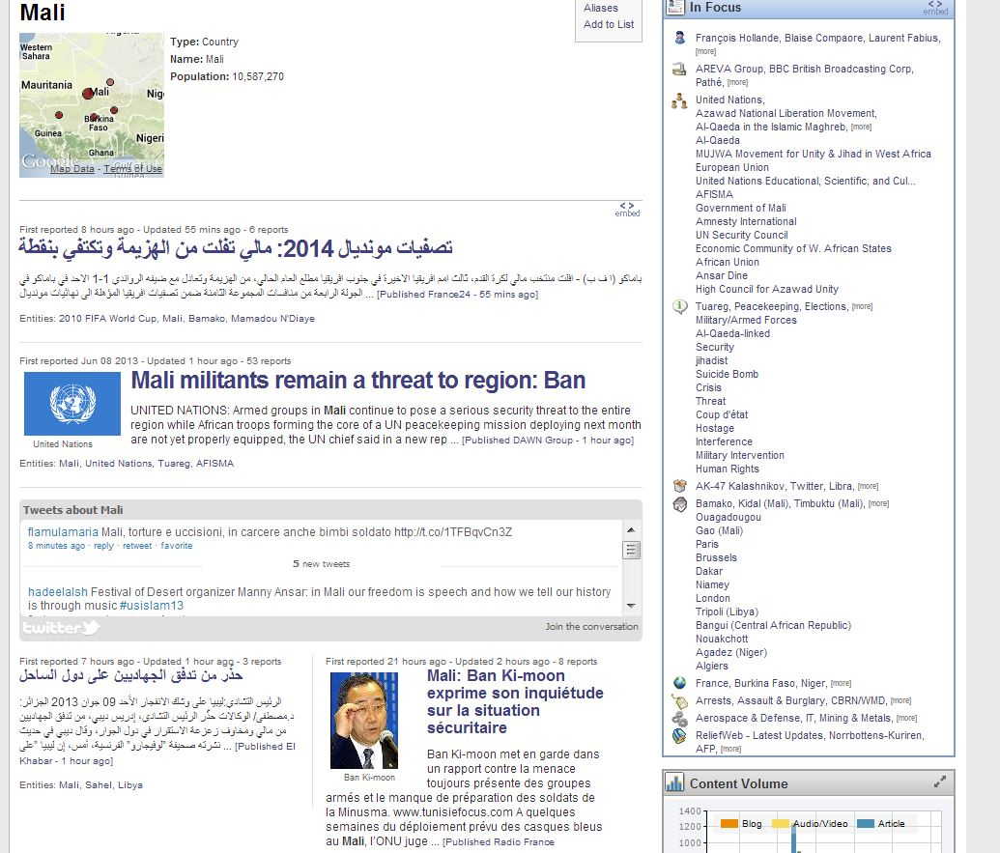 Mali
Type: Country
Name: Mali
Population: 10,587,270
Aliases
Add to List
Western
Sahara
Mauritania
Mali
Burkina
Faso
Guinea
Ghana
Nigeri
Google
Map Data - Terms of Use
embed
First reported 8 hours ago - Updated 55 mins ago - 6 reports
تصفيات مونديال 2014: مالي تفلت من الهزيمة وتكتفي بنقطة
باماكو (ا ف ب) - افلت منتخب مالي لكرة القدم، ثالث امم افريقيا الاخيرة في جنوب افريقيا مطلع العام الحالي، من الهزيمة وتعادل مع ضيفه الرواندي 1-1 الاحد في باماكو في
الجولة الرابعة من منافسات المجموعة الثامنة ضمن تصفيات افريقيا المؤهلة الى نهائيات مونديال ... [Published France24 - 55 mins ago]
Entities: 2010 FIFA World Cup, Mali, Bamako, Mamadou N'Diaye
First reported Jun 08 2013 - Updated 1 hour ago - 53 reports
United Nations
Mali militants remain a threat to region: Ban
UNITED NATIONS: Armed groups in Mali continue to pose a serious security threat to the entire
region while African troops forming the core of a UN peacekeeping mission deploying next month
are not yet properly equipped, the UN chief said in a new rep ... [Published DAWN Group - 1 hour ago]
Entities: Mali, United Nations, Tuareg, AFISMA
Tweets about Mali
flamulamaria Mali, torture e uccisioni, in carcere anche bimbi soldato http://t.co/1TFBqvCn3Z
8 minutes ago · reply · retweet · favorite
5 new tweets
hadeelalsh Festival of Desert organizer Manny Ansar: in Mali our freedom is speech and how we tell our history
is through music #usislam13
twitter
Join the conversation
First reported 7 hours ago - Updated 1 hour ago - 3 reports
حذّر من تدفق الجهاديين على دول الساحل
الرئيس التشادي:ليبيا على وشك الانفجار الأحد 09 جوان 2013 الجزائر:
د.مصطفى/ الوكالات حذّر الرئيس التشادي، إدريس ديبي، من تدفق الجهاديين
من مالي ومخاوف زعزعة الاستقرار في دول الجوار، وقال ديبي في حديث
نشرته صحيفة "لوفيجارو" الفرنسية، أمس، إن ليبيا "على ... [Published El
Khabar - 1 hour ago]
Entities: Mali, Sahel, Libya
First reported 21 hours ago - Updated 2 hours ago - 8 reports
Ban Ki-moon
Mali: Ban Ki-moon
exprime son inquiétude
sur la situation
sécuritaire
Ban Ki-moon met en garde dans
un rapport contre la menace
toujours présente des groupes
armés et le manque de préparation des soldats de
la Minusma. www.tunisiefocus.com A quelques
semaines du déploiement prévu des casques bleus
au Mali, l'ONU juge ... [Published Radio France
In Focus
embed
François Hollande, Blaise Compaore, Laurent Fabius,
[more]
AREVA Group, BBC British Broadcasting Corp,
Pathé, [more]
United Nations,
Azawad National Liberation Movement,
Al-Qaeda in the Islamic Maghreb, [more]
Al-Qaeda
MUJWA Movement for Unity & Jihad in West Africa
European Union
United Nations Educational, Scientific, and Cul...
AFISMA
Government of Mali
Amnesty International
UN Security Council
Economic Community of W. African States
African Union
Ansar Dine
High Council for Azawad Unity
Tuareg, Peacekeeping, Elections, [more]
Military/Armed Forces
Al-Qaeda-linked
Security
jihadist
Suicide Bomb
Crisis
Threat
Coup d'état
Hostage
Interference
Military Intervention
Human Rights
AK-47 Kalashnikov, Twitter, Libra, [more]
Bamako, Kidal (Mali), Timbuktu (Mali), [more]
Ouagadougou
Gao (Mali)
Paris
Brussels
Dakar
Niamey
London
Tripoli (Libya)
Bangui (Central African Republic)
Nouakchott
Agadez (Niger)
Algiers
France, Burkina Faso, Niger, [more]
Arrests, Assault & Burglary, CBRN/WMD, [more]
Aerospace & Defense, IT, Mining & Metals, [more]
ReliefWeb - Latest Updates, Norrbottens-Kuriren,
AFP, [more]
Content Volume
1400
1200
1000
Blog
Audio/Video
Article